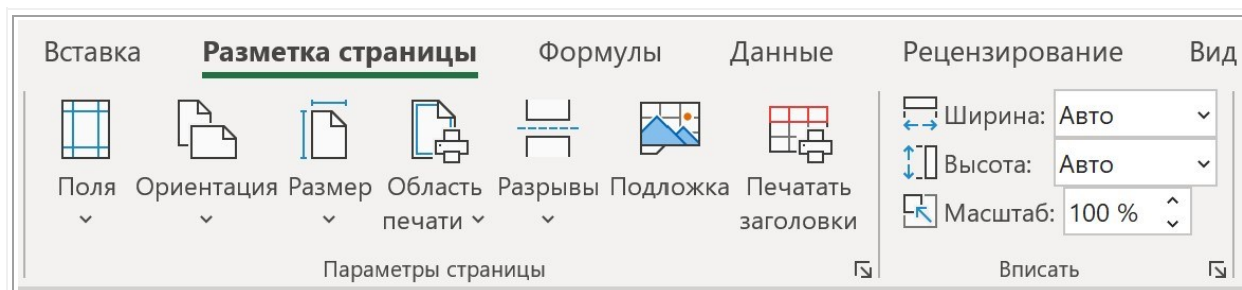 Вставка Разметка страницы Формулы Данные Рецензирование Вид
Ширина: Авто
Высота: Авто
Масштаб: 100 %
Поля Ориентация Размер Область Разрывы Подложка Печатать
печати заголовки
Параметры страницы Вписать